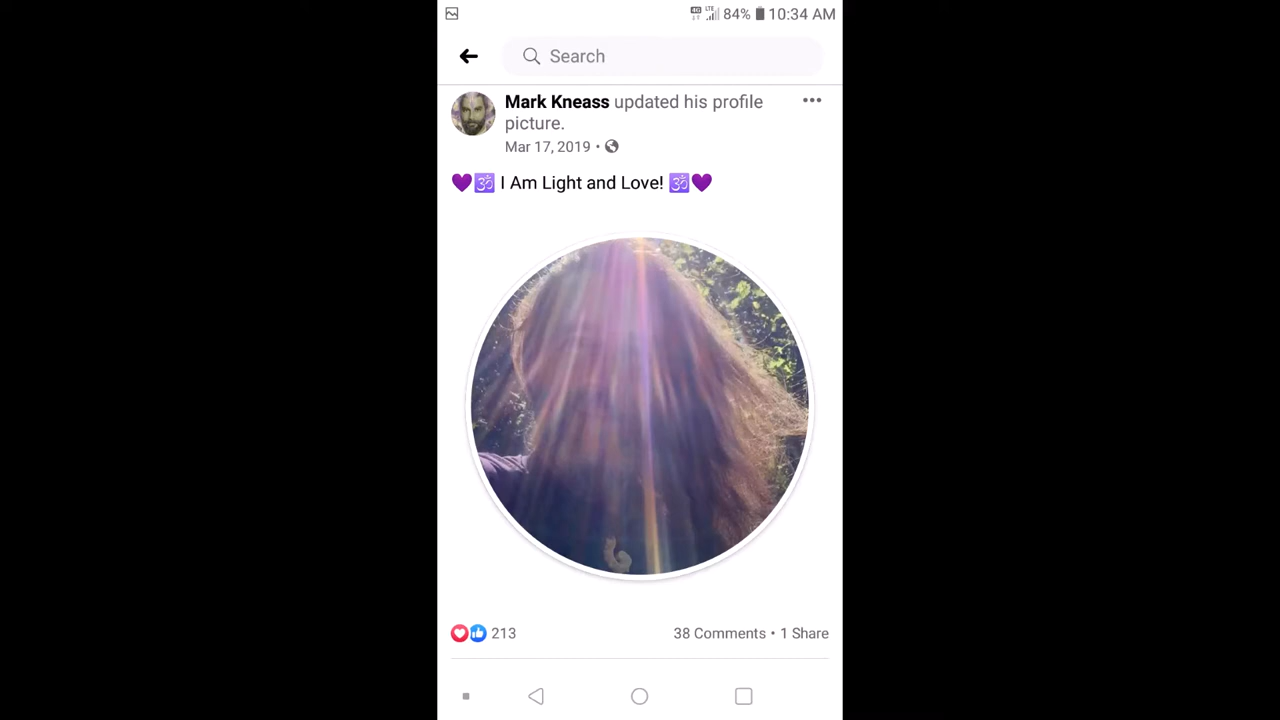 84% 10:34 AM
Search
Mark Kneass updated his profile
picture.
Mar 17, 2019 •
💜🕉 I Am Light and Love! 🕉💜
213 38 Comments • 1 Share